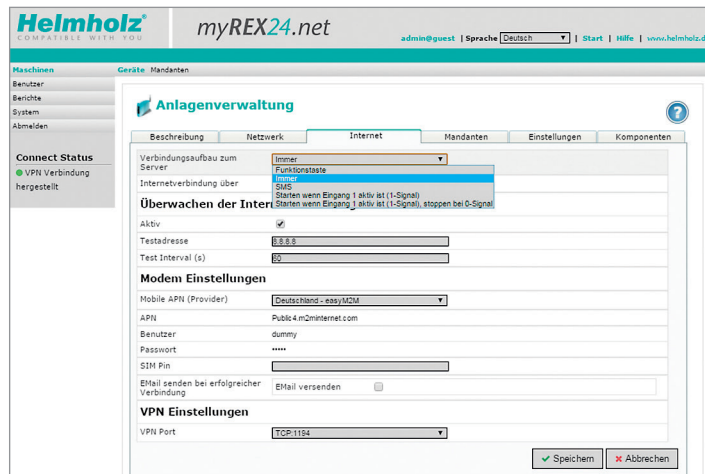 Helmholz®
COMPATIBLE WITH YOU
myREX24.net
admin@guest | Sprache Deutsch | Start | Hilfe | www.helmholz.d
Maschinen
Benutzer
Berichte
System
Abmelden
Connect Status
VPN Verbindung
hergestellt
Geräte Mandanten
Anlagenverwaltung
?
Beschreibung Netzwerk Internet Mandanten Einstellungen Komponenten
Verbindungsaufbau zum
Server
Immer
Funktionstaste
Immer
SMS
Starten wenn Eingang 1 aktiv ist (1-Signal)
Starten wenn Eingang 1 aktiv ist (1-Signal), stoppen bei 0-Signal
Internetverbindung über
Überwachen der Inter
Aktiv
Testadresse 8.8.8.8
Test Interval (s) 60
Modem Einstellungen
Mobile APN (Provider) Deutschland - easyM2M
APN Public4.m2minternet.com
Benutzer dummy
Passwort •••••
SIM Pin
EMail senden bei erfolgreicher
Verbindung
EMail versenden
VPN Einstellungen
VPN Port TCP:1194
Speichern Abbrechen